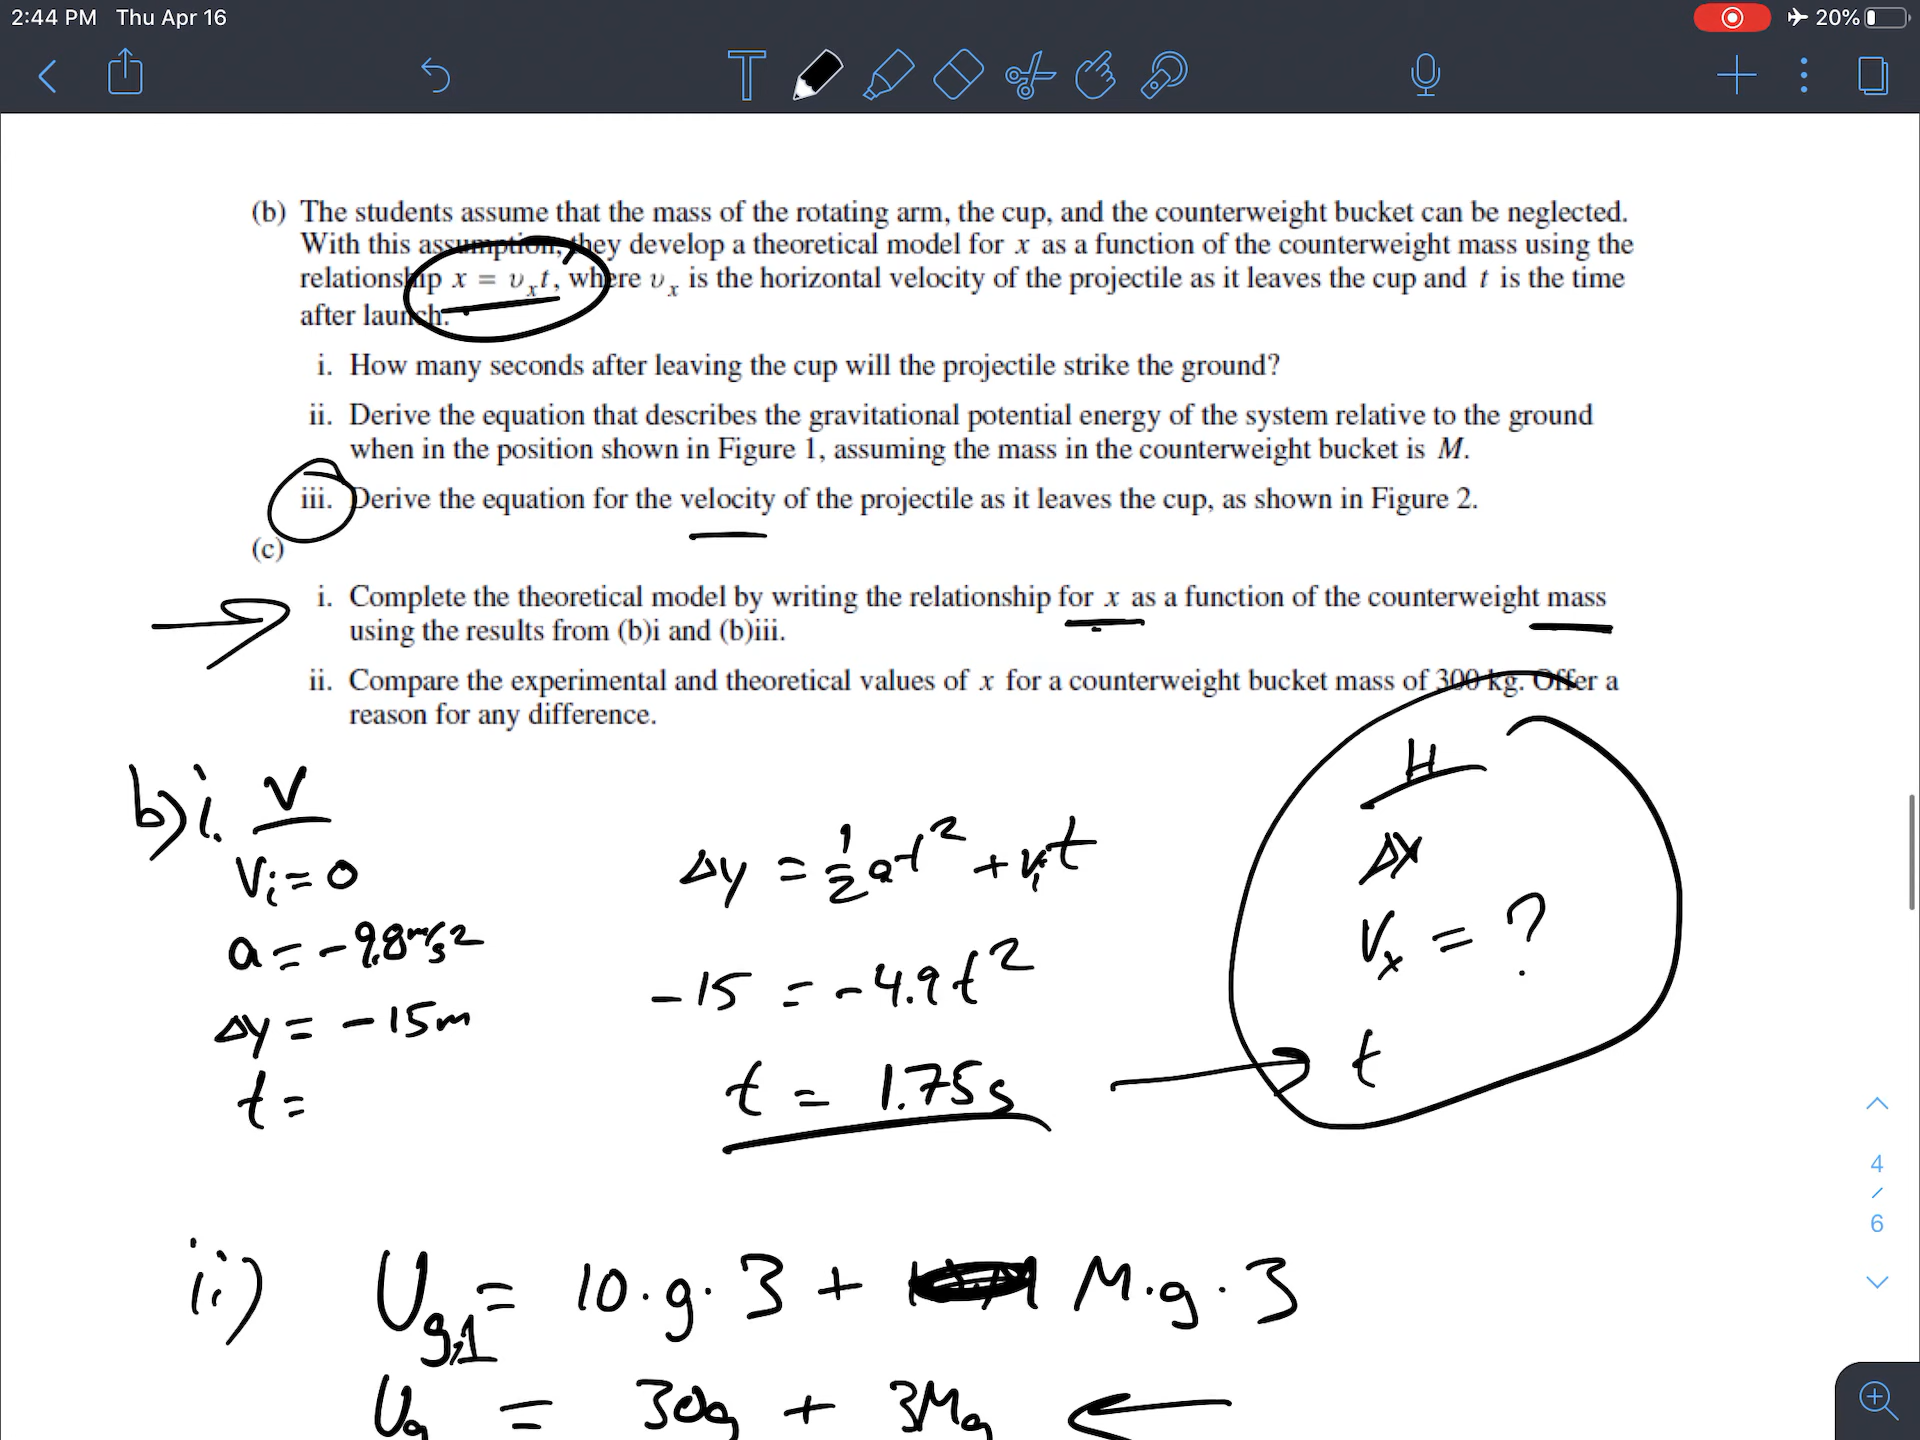 2:44 PM Thu Apr 16
20%
T
(b) The students assume that the mass of the rotating arm, the cup, and the counterweight bucket can be neglected.
With this assumption, they develop a theoretical model for x as a function of the counterweight mass using the
relationship x = υₓt, where υₓ is the horizontal velocity of the projectile as it leaves the cup and t is the time
after launch.
i. How many seconds after leaving the cup will the projectile strike the ground?
ii. Derive the equation that describes the gravitational potential energy of the system relative to the ground
when in the position shown in Figure 1, assuming the mass in the counterweight bucket is M.
iii. Derive the equation for the velocity of the projectile as it leaves the cup, as shown in Figure 2.
(c)
i. Complete the theoretical model by writing the relationship for x as a function of the counterweight mass
using the results from (b)i and (b)iii.
ii. Compare the experimental and theoretical values of x for a counterweight bucket mass of 300 kg. Offer a
reason for any difference.
b)i. V
Vi = 0
a = -9.8 m/s2
Δy = -15m
t =
Δy = 1/2 at² + vit
-15 = -4.9t²
t = 1.75s
H
Δx
Vx = ?
t
4
/
6
ii) Ug,1 = 10·g·3 + M·g·3
Ug = 30g + 3Mg